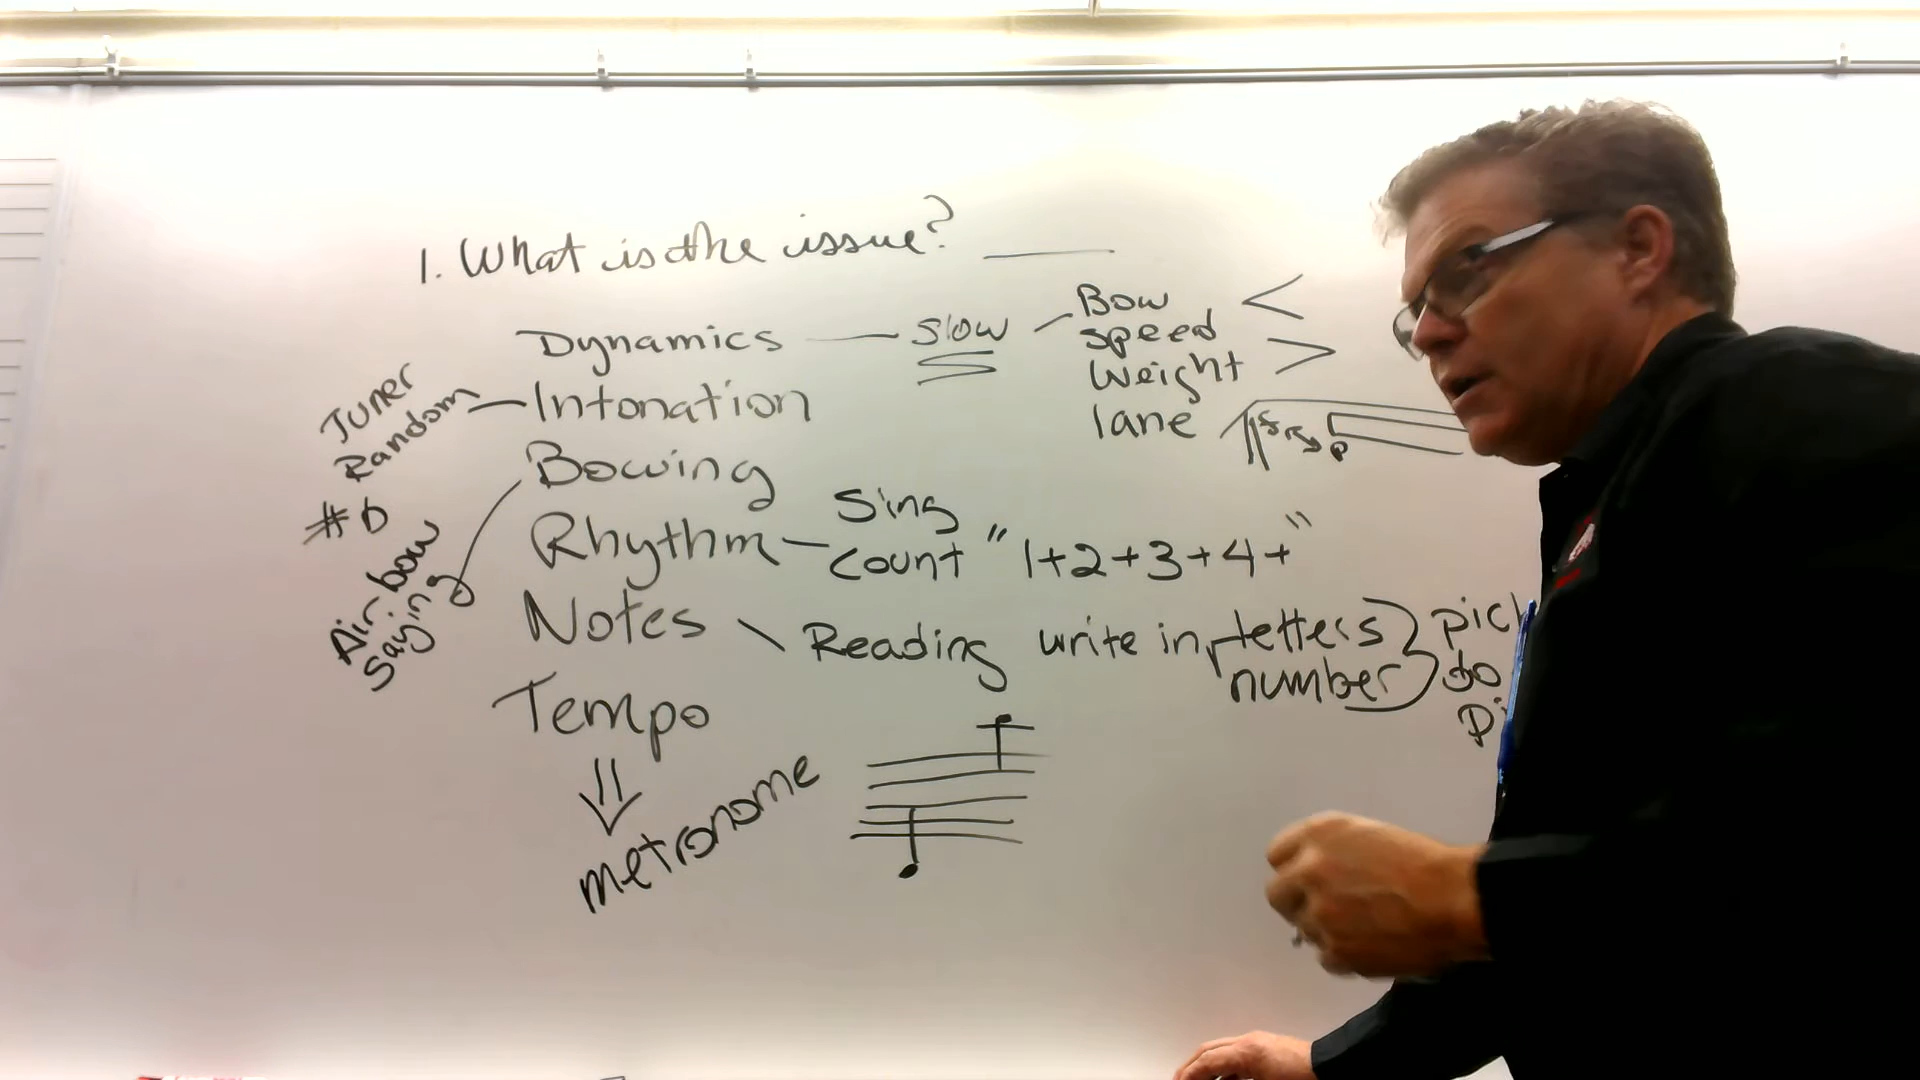 1. What is the issue?
Dynamics — slow — Bow
speed
weight
lane
f p
Tuner
Random — Intonation
# b
Bowing
Air bow
saying
Rhythm — Sing
count "1+2+3+4+"
Notes \ Reading write in letters
number
to
Tempo
metronome